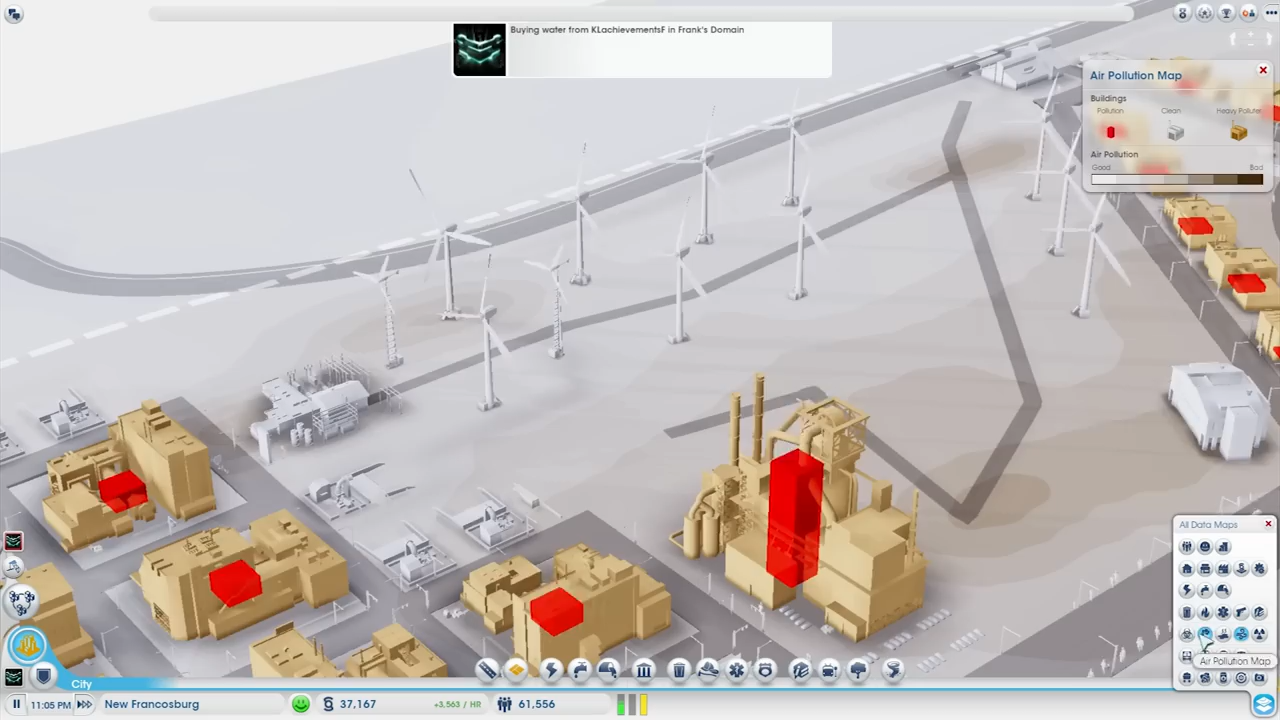 Buying water from KLachievementsF in Frank's Domain
Air Pollution Map
Buildings
Pollution Clean Heavy Polluter
Air Pollution
Good Bad
All Data Maps
Air Pollution Map
City
11:05 PM New Francosburg 37,167 +3,563 / HR 61,556